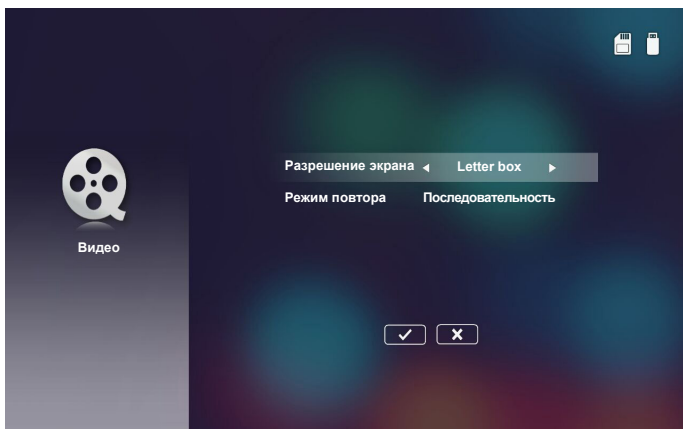 Разрешение экрана Letter box
Режим повтора Последовательность
Видео